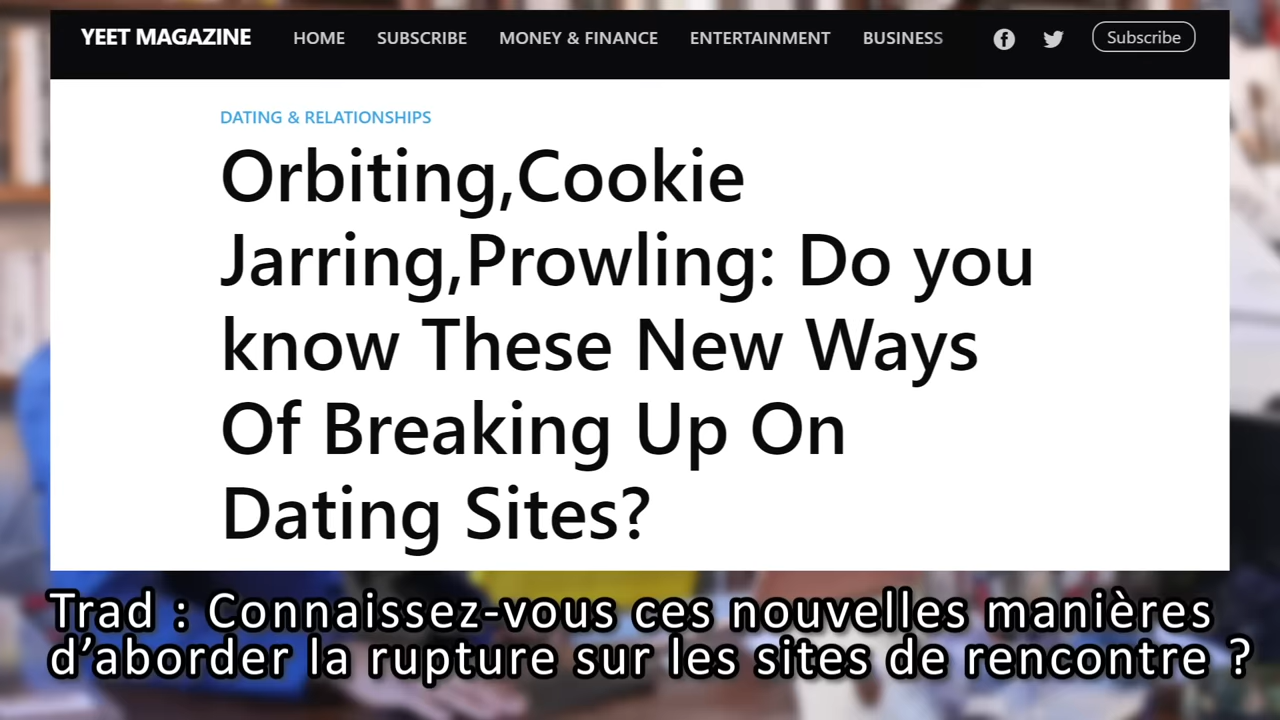 YEET MAGAZINE HOME SUBSCRIBE MONEY & FINANCE ENTERTAINMENT BUSINESS Subscribe
DATING & RELATIONSHIPS
Orbiting,Cookie
Jarring,Prowling: Do you
know These New Ways
Of Breaking Up On
Dating Sites?
Trad : Connaissez-vous ces nouvelles manières
d’aborder la rupture sur les sites de rencontre ?